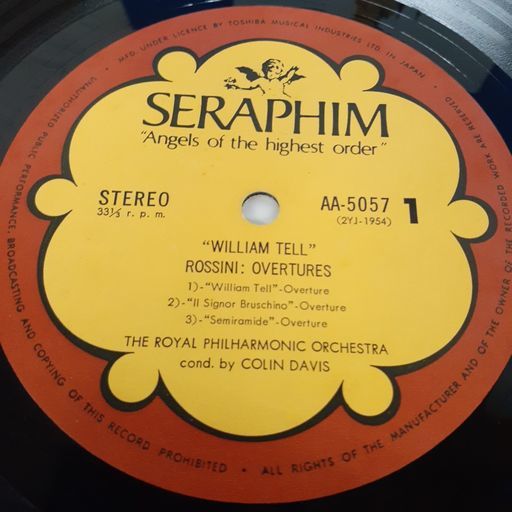 MFD. UNDER LICENCE BY TOSHIBA MUSICAL INDUSTRIES LTD. IN JAPAN • ALL RIGHTS OF THE MANUFACTURER AND OF THE OWNER OF THE RECORDED WORK ARE RESERVED
UNAUTHORIZED PUBLIC PERFORMANCE, BROADCASTING AND COPYING OF THIS RECORD PROHIBITED •
SERAPHIM
"Angels of the highest order"
STEREO
33⅓ r. p. m.
AA-5057 1
(2YJ-1954)
"WILLIAM TELL"
ROSSINI: OVERTURES
1)-"William Tell"-Overture
2)-"Il Signor Bruschino"-Overture
3)-"Semiramide"-Overture
THE ROYAL PHILHARMONIC ORCHESTRA
cond. by COLIN DAVIS